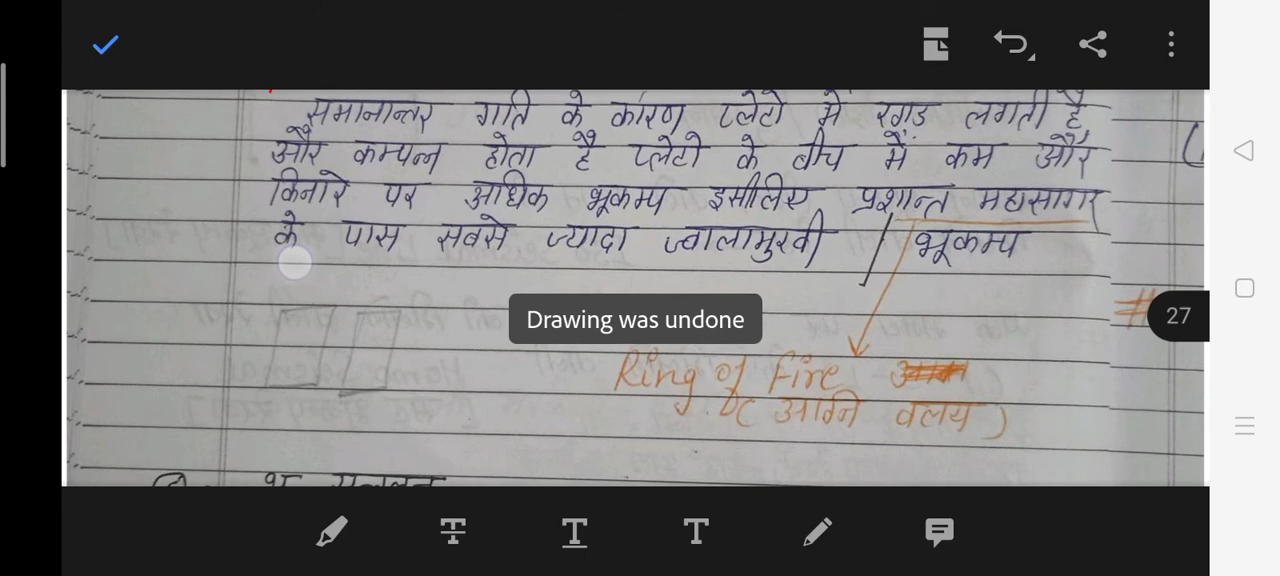 समानान्तर गति के कारण प्लेटो में रगड लगती है
और कम्पन्न होता है प्लेटो के बीच में कम और
किनारे पर अधिक भूकम्प इसीलिए प्रशान्त महासागर
के पास सबसे ज्यादा ज्वालामुखी / भूकम्प
Drawing was undone
#
27
Ring of Fire
(अग्नि वलय)